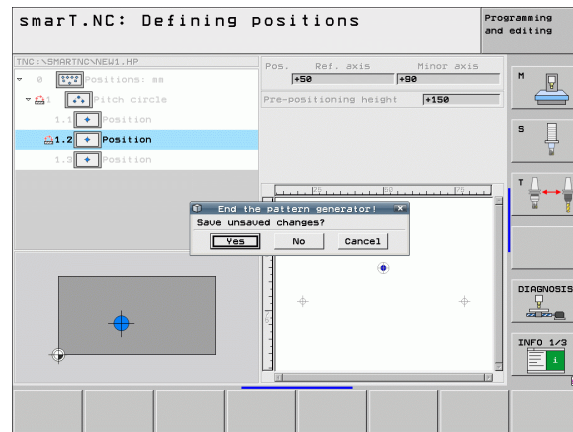 smarT.NC: Defining positions
Programming
and editing
TNC:\SMARTNC\NEW1.HP
0 Positions: mm
1 Pitch circle
1.1 Position
1.2 Position
1.3 Position
Pos. Ref. axis Minor axis
+50 +90
Pre-positioning height +150
End the pattern generator!
Save unsaved changes?
Yes No Cancel
M
S
T
DIAGNOSIS
INFO 1/3